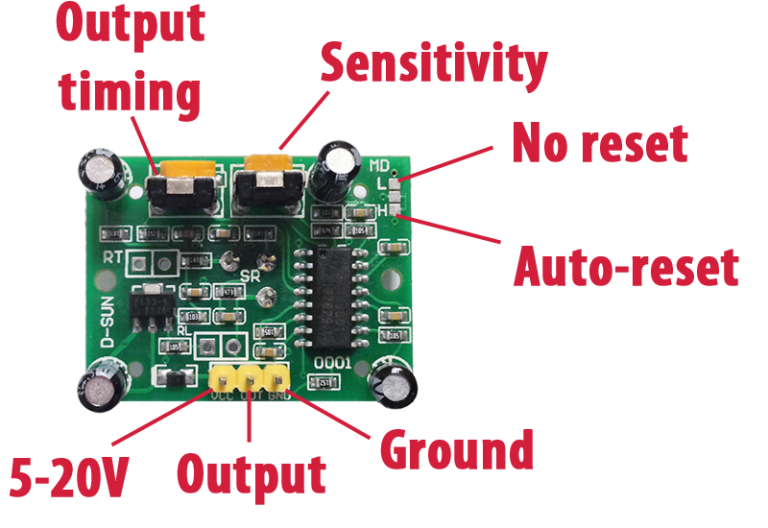 Output
timing
Sensitivity
No reset
Auto-reset
MD
L
H
RT
SR
D-SUN
RL
0001
VCC OUT GND
5-20V
Output
Ground